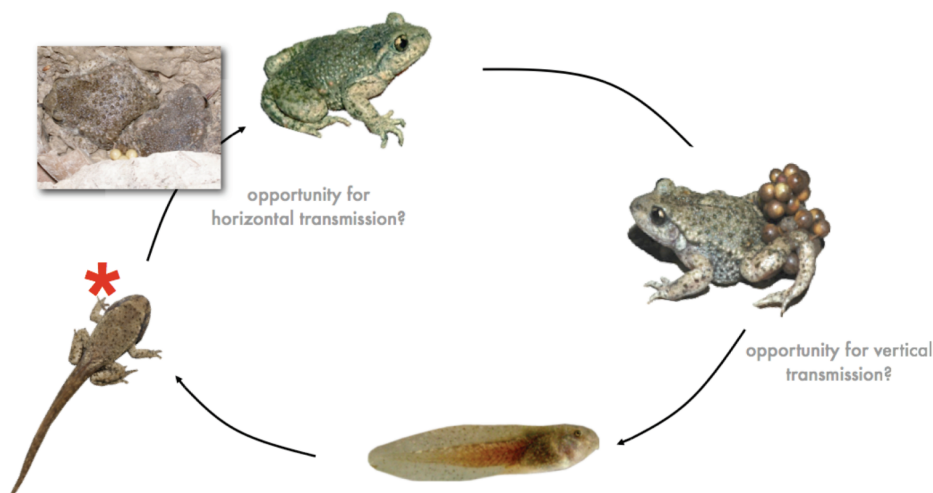 opportunity for
horizontal transmission?
opportunity for vertical
transmission?
*